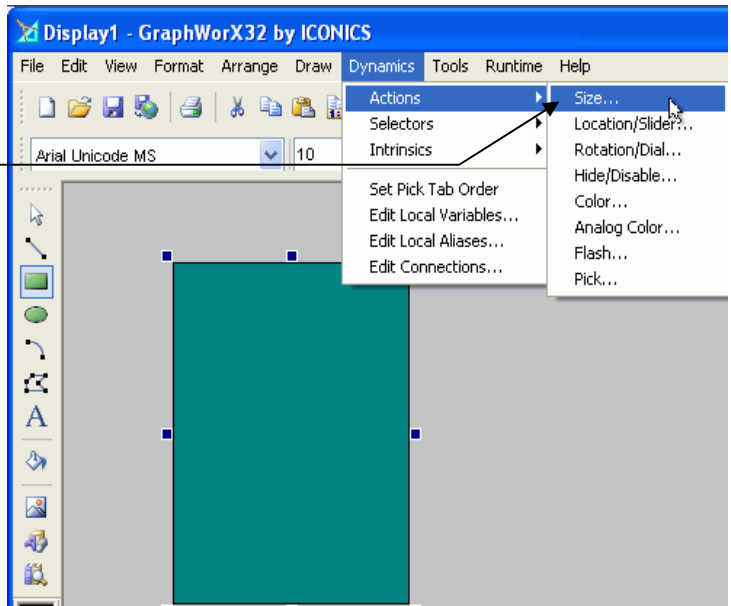 Display1 - GraphWorX32 by ICONICS
File Edit View Format Arrange Draw Dynamics Tools Runtime Help
Arial Unicode MS 10
Actions
Selectors
Intrinsics
Set Pick Tab Order
Edit Local Variables...
Edit Local Aliases...
Edit Connections...
Size...
Location/Slider...
Rotation/Dial...
Hide/Disable...
Color...
Analog Color...
Flash...
Pick...
A